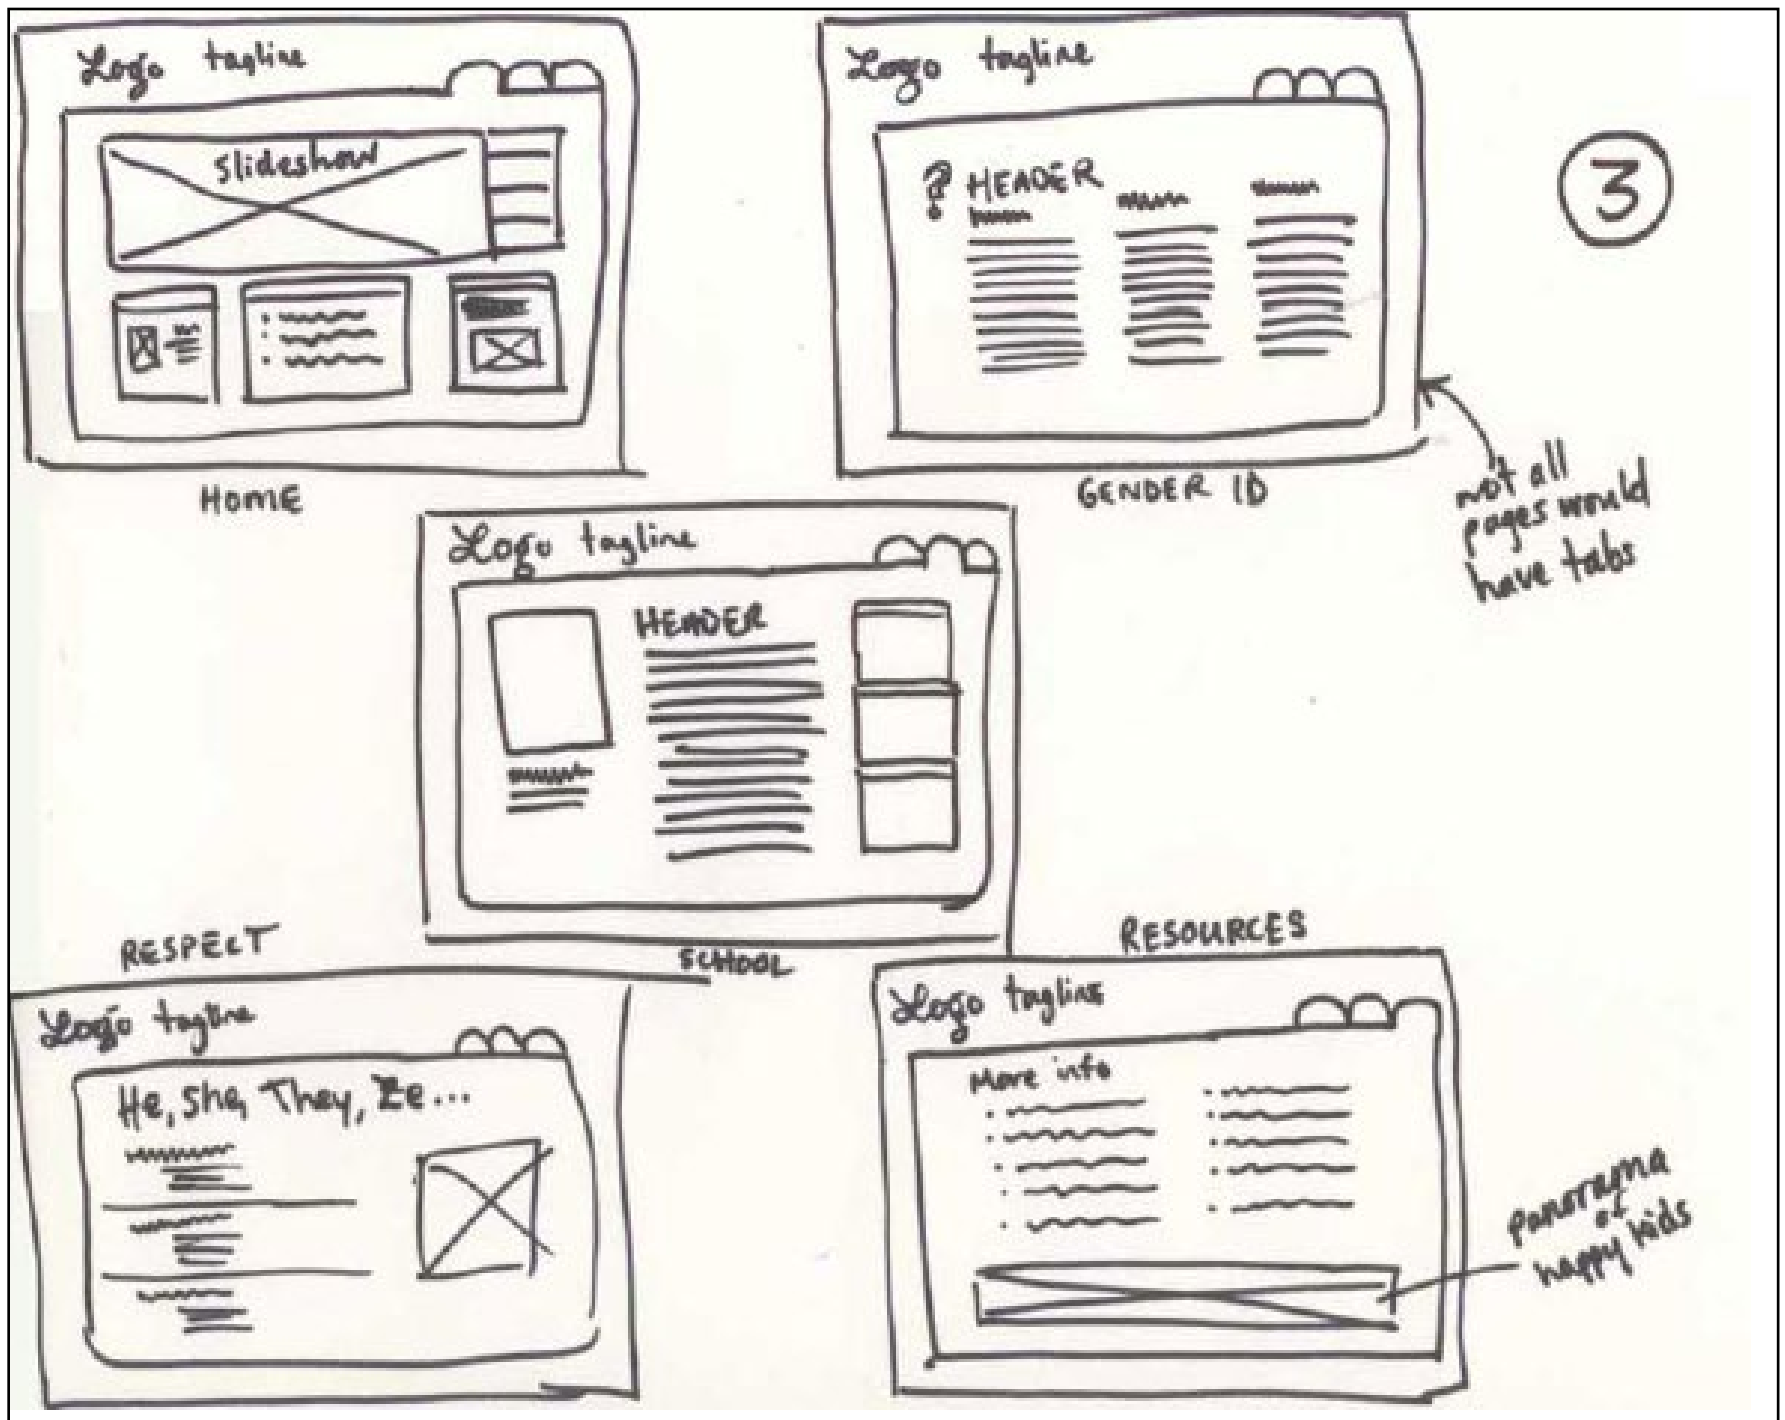 Logo tagline
slideshow
HOME
Logo tagline
? HEADER
GENDER ID
3
not all
pages would
have tabs
Logo tagline
HEADER
SCHOOL
RESPECT
Logo tagline
He, She, They, Ze...
RESOURCES
Logo tagline
More info
panorama
of
happy kids